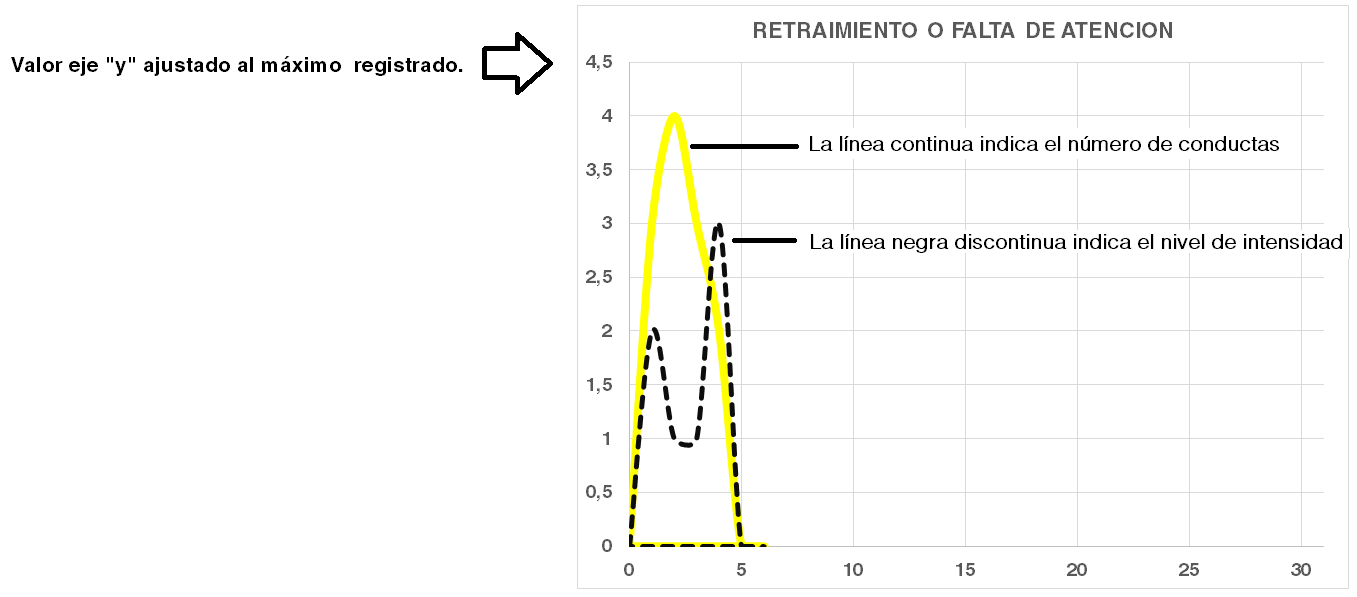 RETRAIMIENTO O FALTA DE ATENCION
Valor eje "y" ajustado al máximo registrado.
4,5
4
La línea continua indica el número de conductas
3,5
3
La línea negra discontinua indica el nivel de intensidad
2,5
2
1,5
1
0,5
0
0 5 10 15 20 25 30